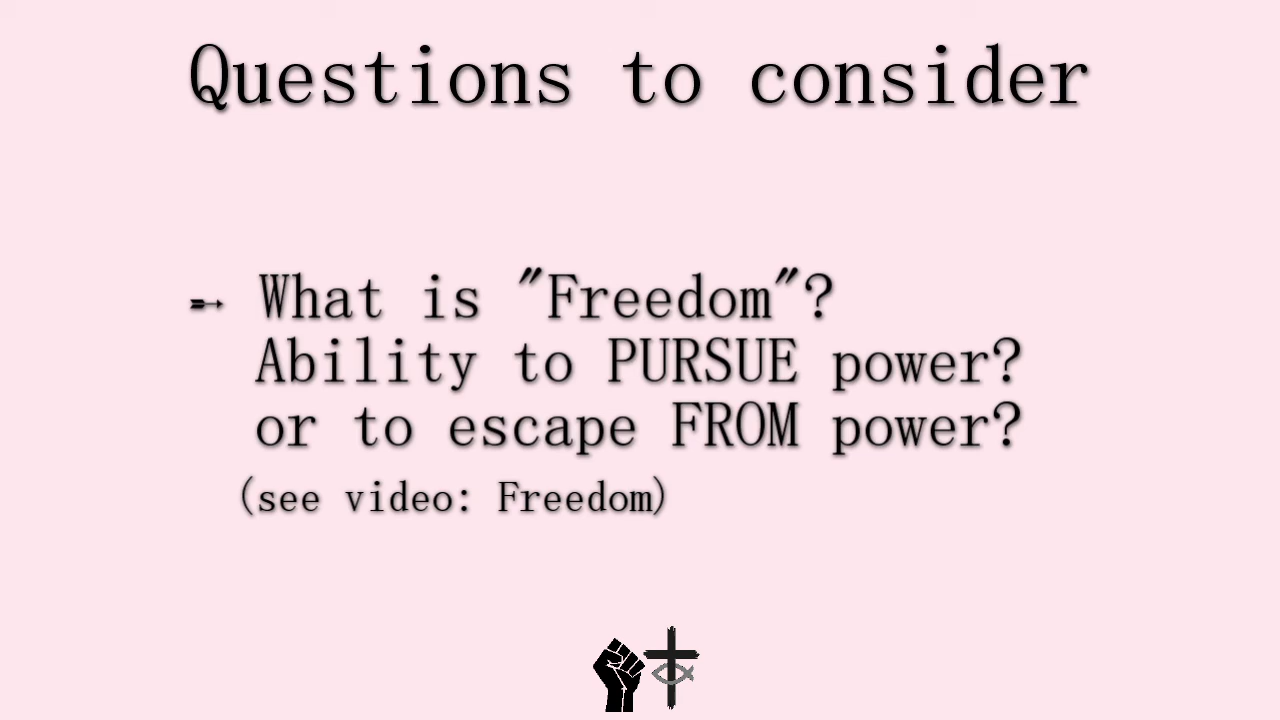 Questions to consider
➵ What is "Freedom"?
Ability to PURSUE power?
or to escape FROM power?
(see video: Freedom)